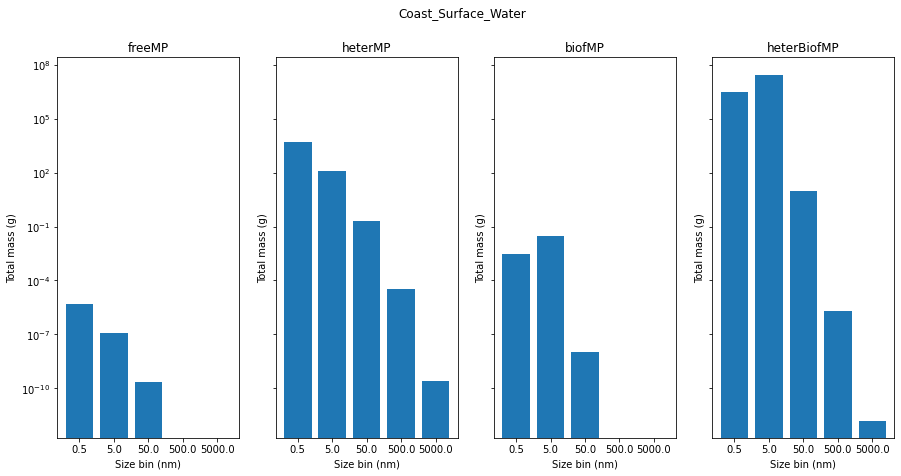 Coast_Surface_Water
freeMP
heterMP
biofMP
heterBiofMP
10^8
10^5
10^2
10^-1
10^-4
10^-7
10^-10
Total mass (g)
Total mass (g)
Total mass (g)
Total mass (g)
0.5 5.0 50.0 500.0 5000.0
0.5 5.0 50.0 500.0 5000.0
0.5 5.0 50.0 500.0 5000.0
0.5 5.0 50.0 500.0 5000.0
Size bin (nm)
Size bin (nm)
Size bin (nm)
Size bin (nm)